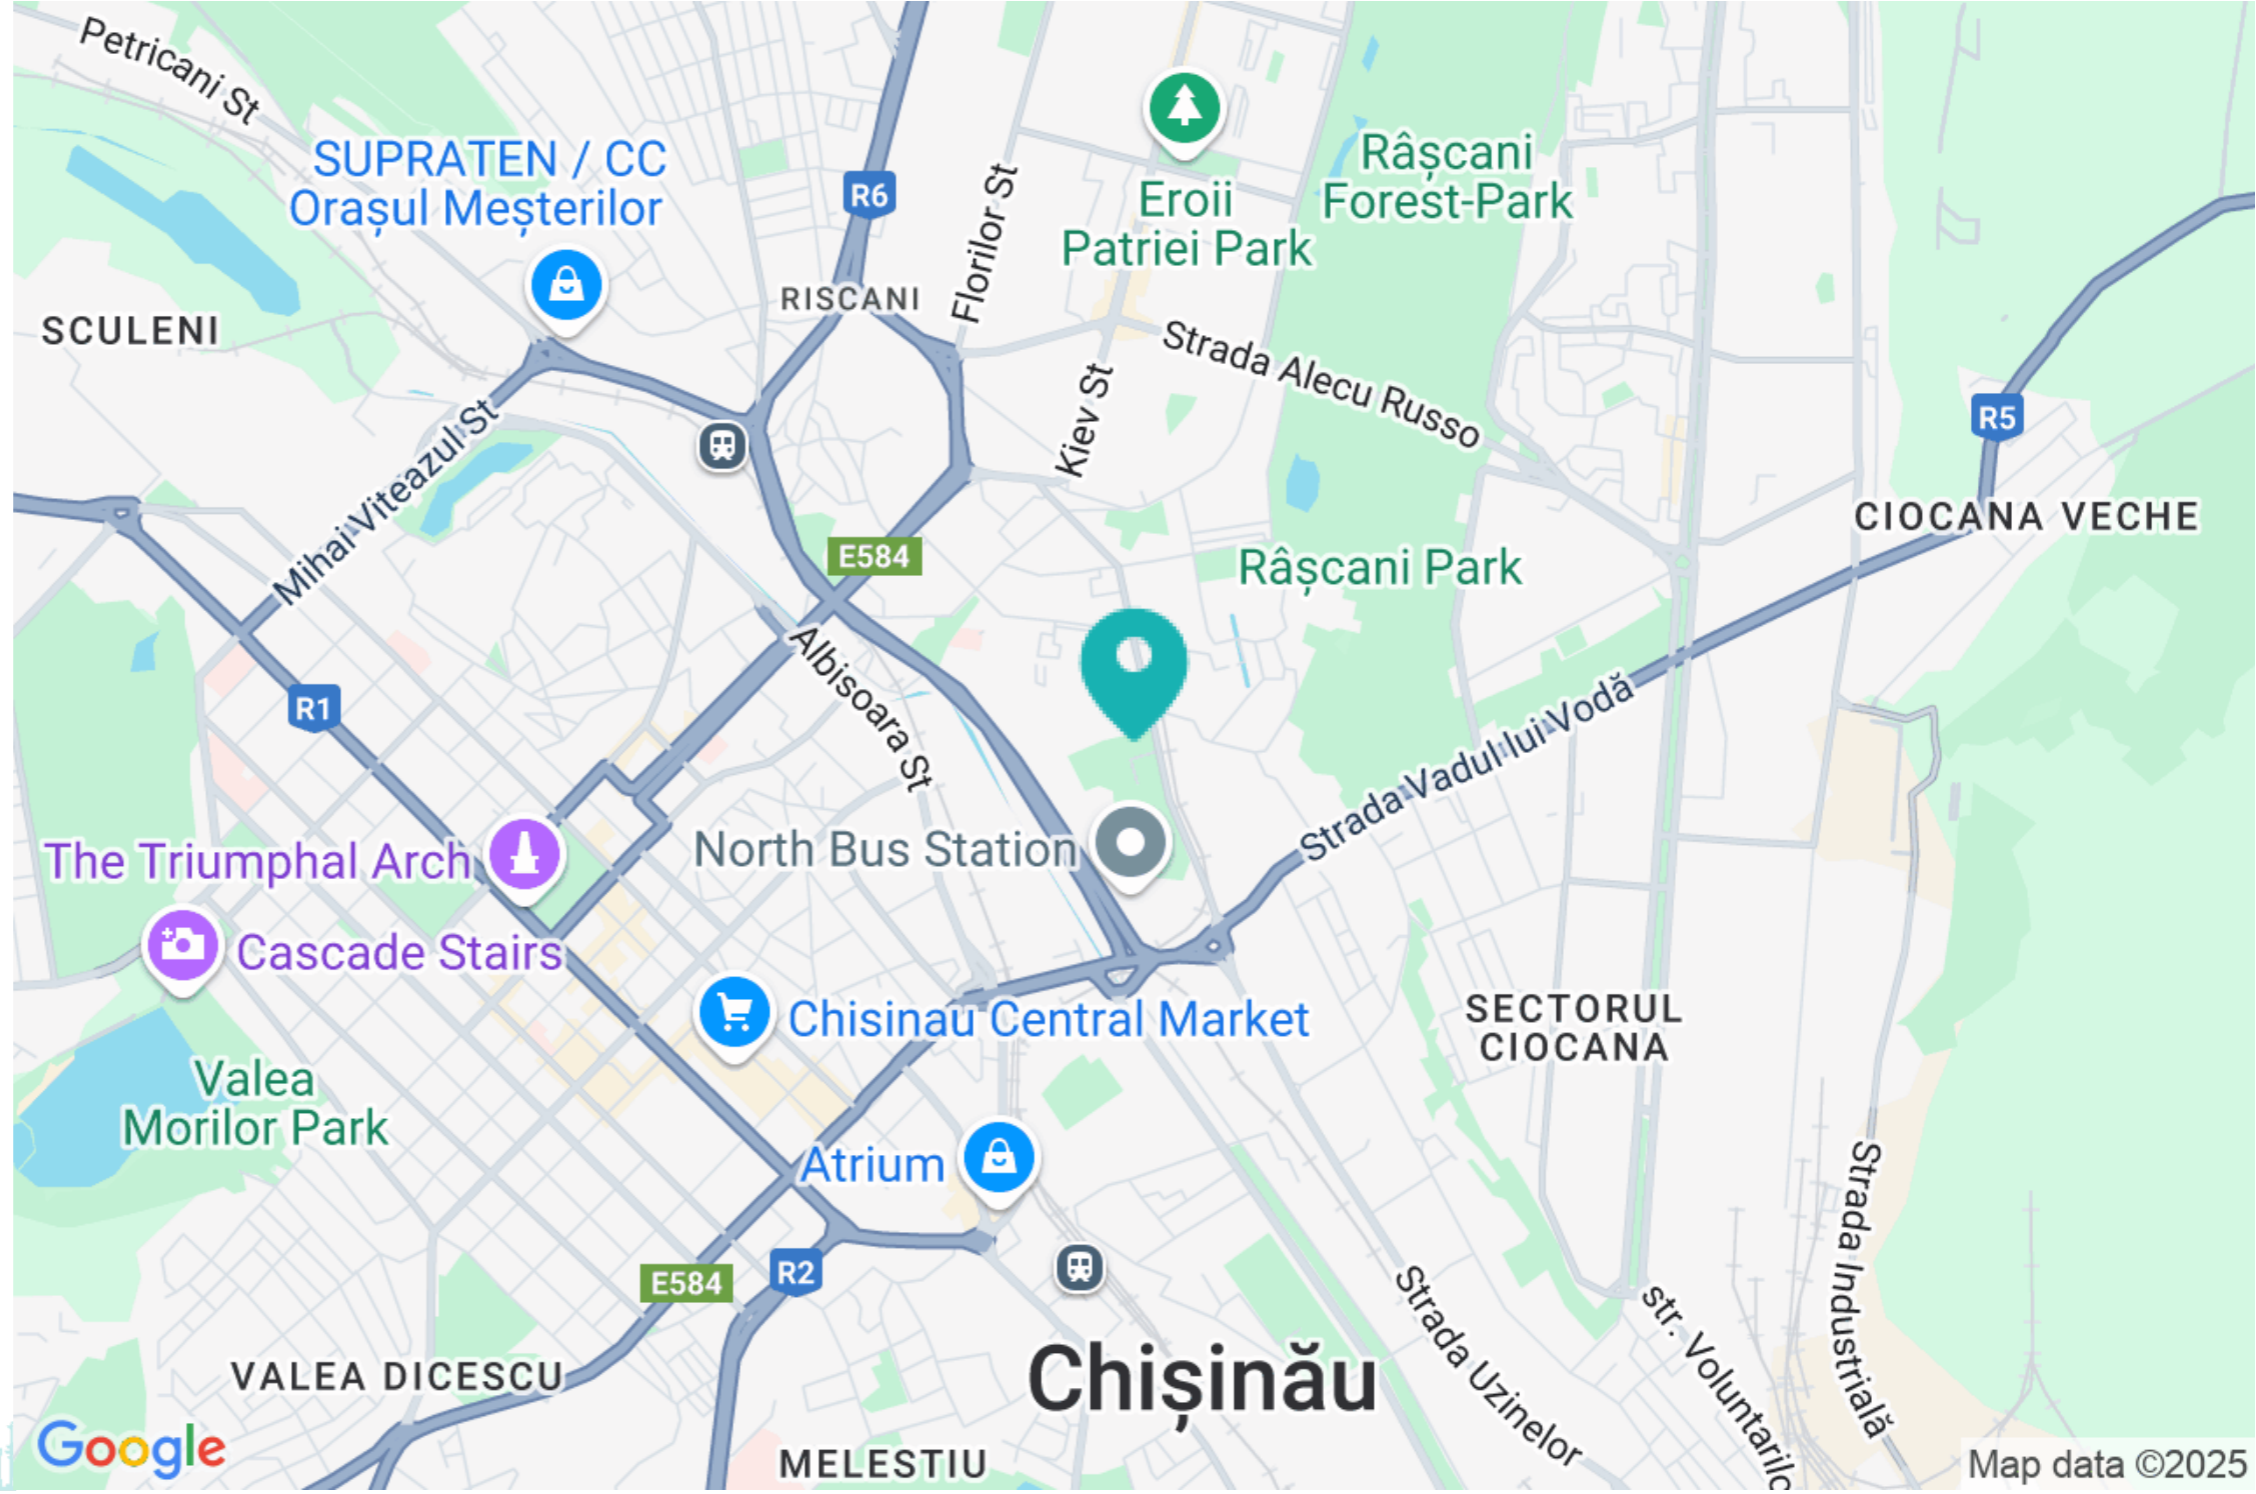 Petricani St
SUPRATEN / CC
Orașul Meșterilor
R6
Florilor St
Eroii
Patriei Park
Râșcani
Forest-Park
RISCANI
SCULENI
Strada Alecu Russo
Kiev St
Mihai Viteazul St
R5
CIOCANA VECHE
E584
Râșcani Park
Albisoara St
R1
Strada Vadul lui Vodă
The Triumphal Arch
North Bus Station
Cascade Stairs
Chisinau Central Market
SECTORUL
CIOCANA
Valea
Morilor Park
Atrium
Strada Industrială
E584
R2
Strada Uzinelor
str. Voluntarilo
Chișinău
VALEA DICESCU
MELESTIU
Google
Map data ©2025